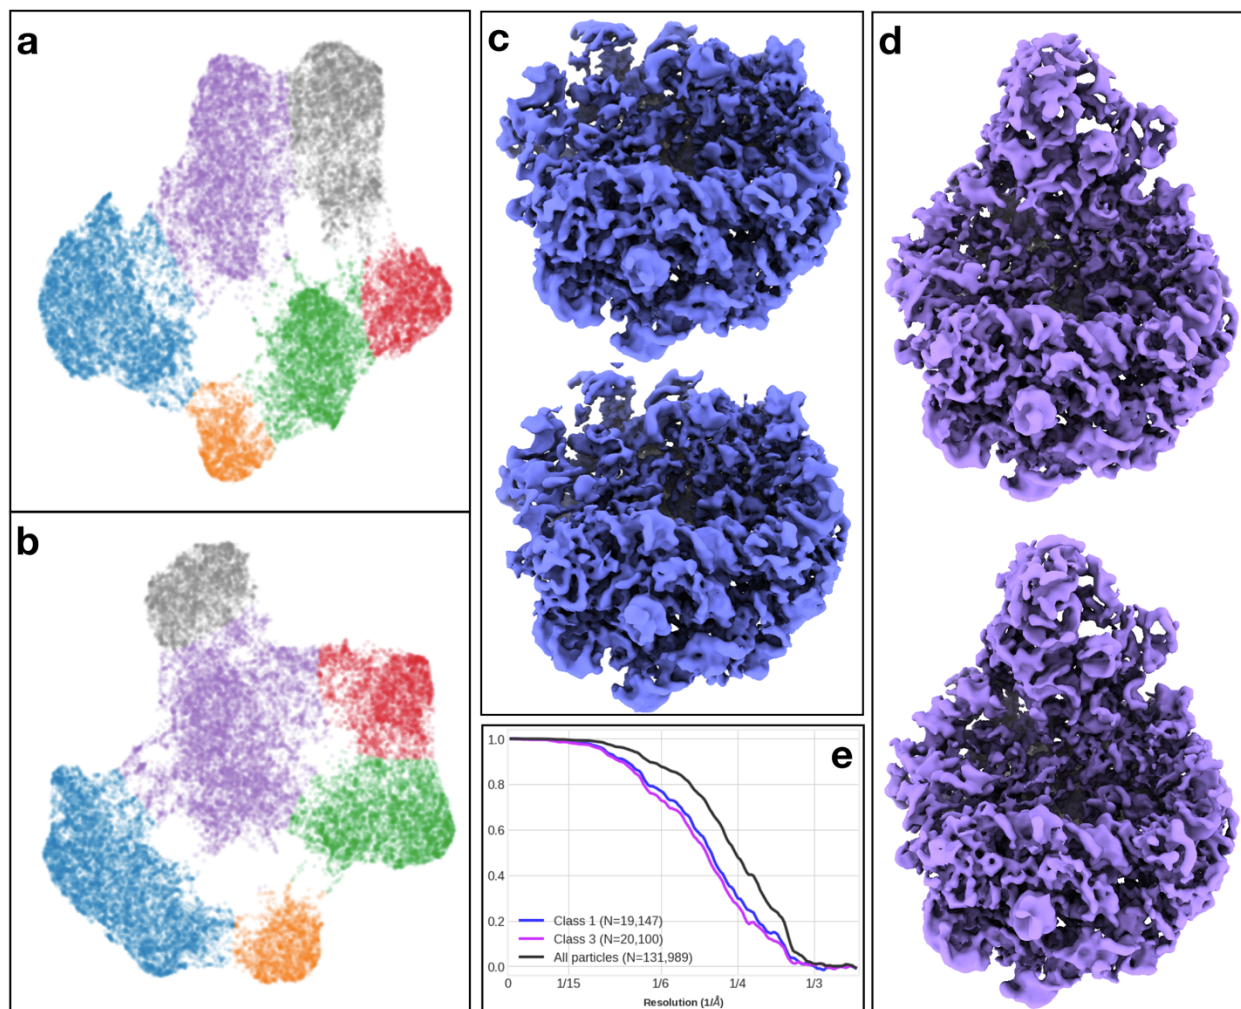 a
b
c
d
e
1.0
0.8
0.6
0.4
0.2
0.0
Class 1 (N=19,147)
Class 3 (N=20,100)
All particles (N=131,989)
0 1/15 1/6 1/4 1/3
Resolution (1/Å)